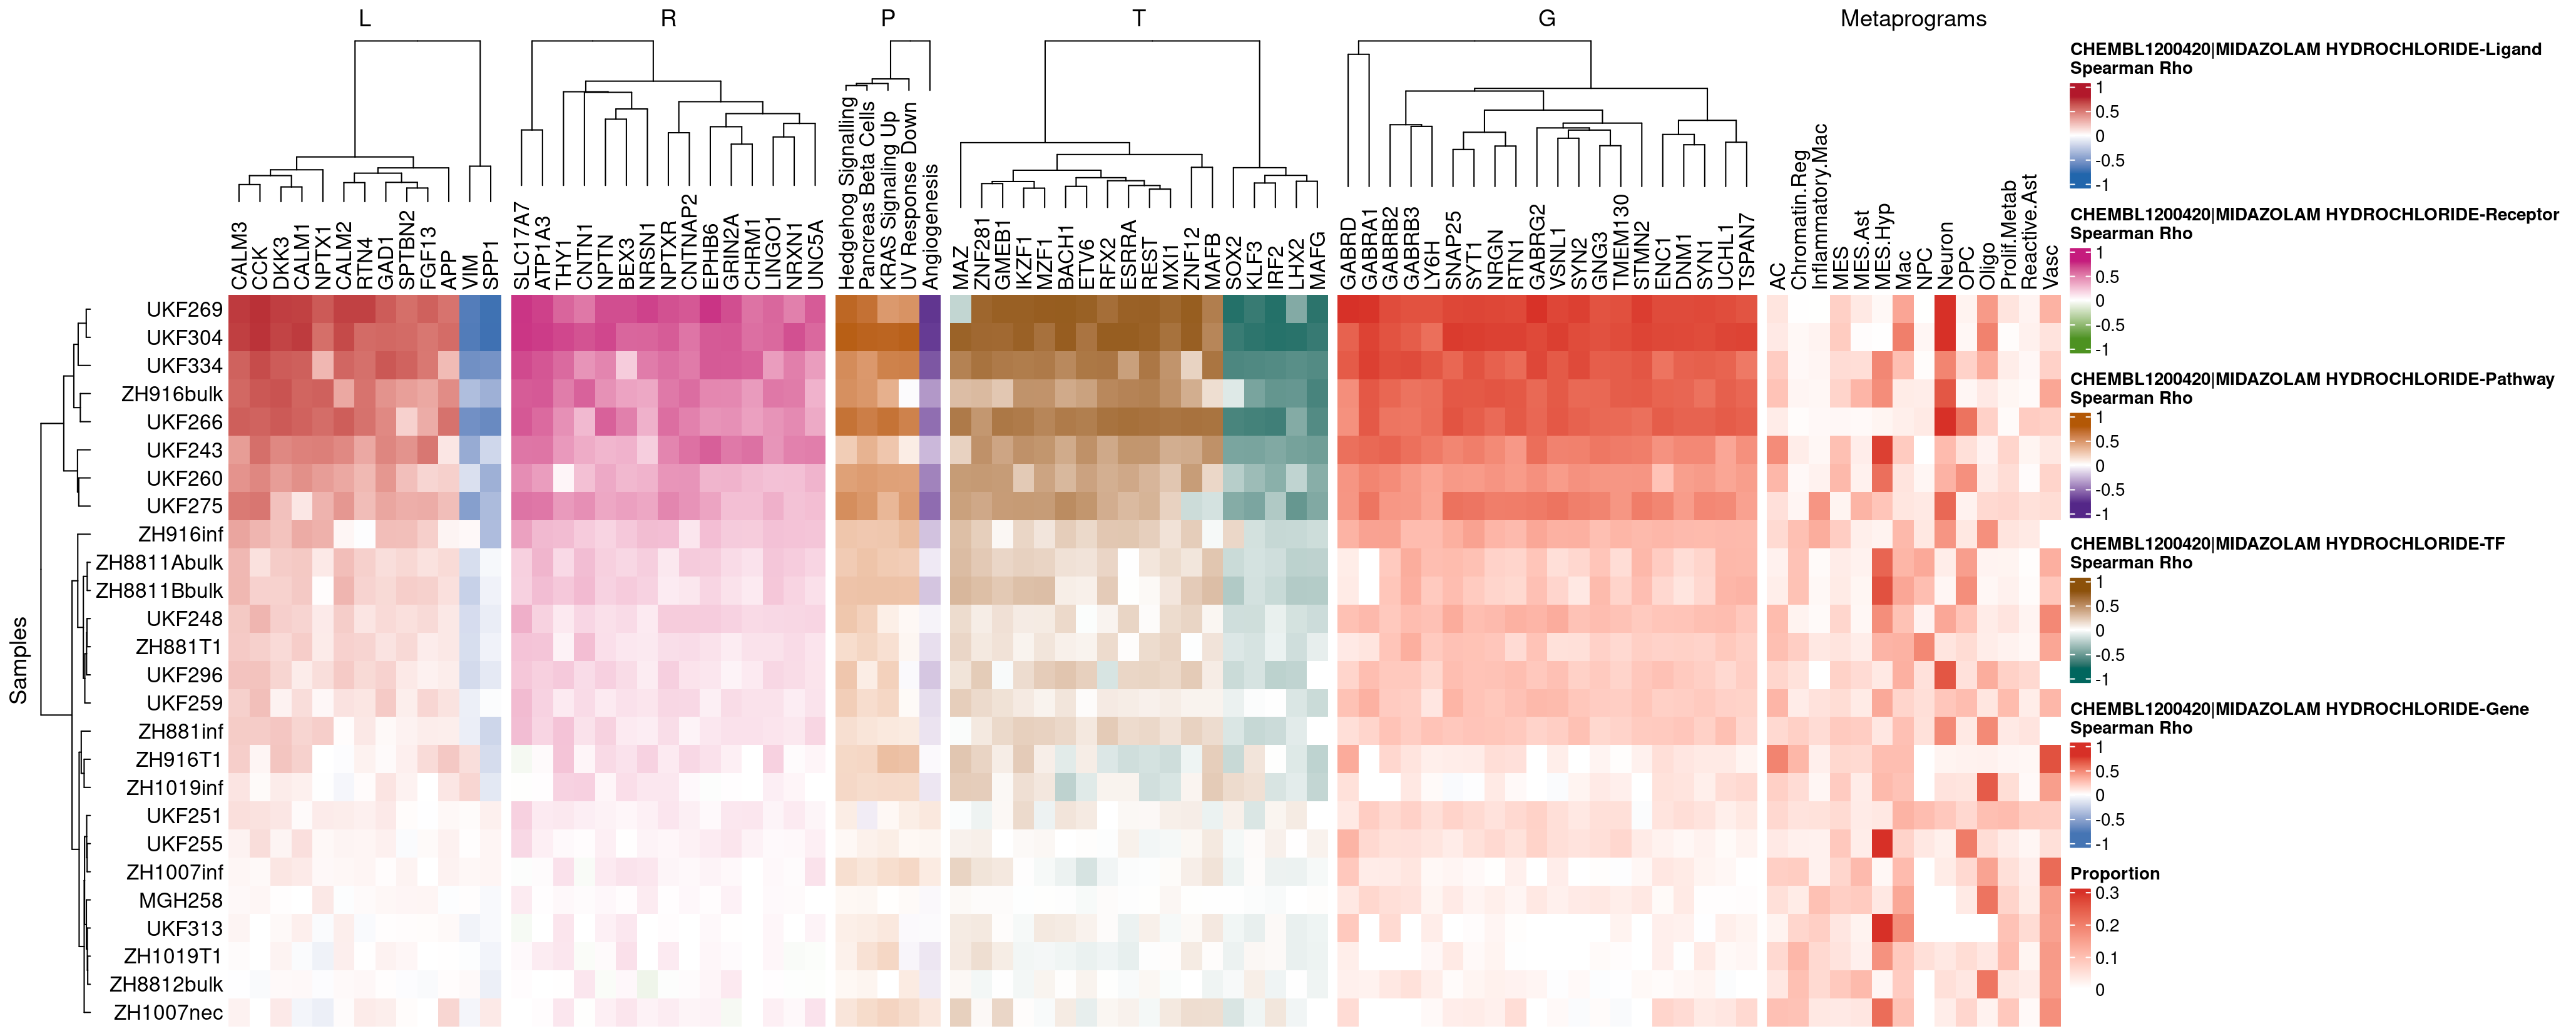 L R P T G Metaprograms
CALM3 CCK DKK3 CALM1 NPTX1 CALM2 RTN4 GAD1 SPTBN2 FGF13 APP VIM SPP1
SLC17A7 ATP1A3 THY1 CNTN1 NPTN BEX3 NRSN1 NPTXR CNTNAP2 EPHB6 GRIN2A CHRM1 LINGO1 NRXN1 UNC5A
Hedgehog Signalling
Pancreas Beta Cells
KRAS Signaling Up
UV Response Down
Angiogenesis
MAZ ZNF281 GMEB1 IKZF1 MZF1 BACH1 ETV6 RFX2 ESRRA REST MXI1 ZNF12 MAFB SOX2 KLF3 IRF2 LHX2 MAFG
GABRD GABRA1 GABRB2 GABRB3 LY6H SNAP25 SYT1 NRGN RTN1 GABRG2 VSNL1 SYN2 GNG3 TMEM130 STMN2 ENC1 DNM1 SYN1 UCHL1 TSPAN7
AC Chromatin.Reg Inflammatory.Mac MES MES.Ast MES.Hyp Mac NPC Neuron OPC Oligo Prolif.Metab Reactive.Ast Vasc
Samples
UKF269
UKF304
UKF334
ZH916bulk
UKF266
UKF243
UKF260
UKF275
ZH916inf
ZH8811Abulk
ZH8811Bbulk
UKF248
ZH881T1
UKF296
UKF259
ZH881inf
ZH916T1
ZH1019inf
UKF251
UKF255
ZH1007inf
MGH258
UKF313
ZH1019T1
ZH8812bulk
ZH1007nec
CHEMBL1200420|MIDAZOLAM HYDROCHLORIDE-Ligand
Spearman Rho
1
0.5
0
-0.5
-1
CHEMBL1200420|MIDAZOLAM HYDROCHLORIDE-Receptor
Spearman Rho
1
0.5
0
-0.5
-1
CHEMBL1200420|MIDAZOLAM HYDROCHLORIDE-Pathway
Spearman Rho
1
0.5
0
-0.5
-1
CHEMBL1200420|MIDAZOLAM HYDROCHLORIDE-TF
Spearman Rho
1
0.5
0
-0.5
-1
CHEMBL1200420|MIDAZOLAM HYDROCHLORIDE-Gene
Spearman Rho
1
0.5
0
-0.5
-1
Proportion
0.3
0.2
0.1
0